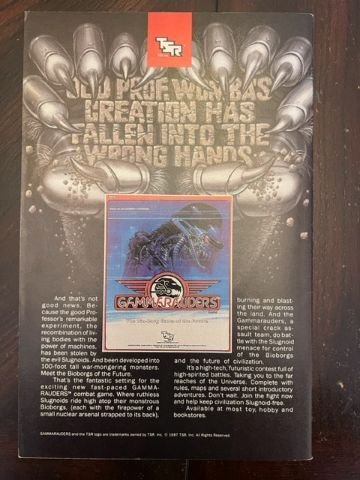 TSR
OLD PROF. WOMBAS
CREATION HAS
FALLEN INTO THE
WRONG HANDS
GAMMARAUDERS
And that's not
good news. Be-
cause the good Pro-
fessor's remarkable
experiment, the
recombination of liv-
ing bodies with the
power of machines,
has been stolen by
the evil Slugnoids. And been developed into
100-foot tall war-mongering monsters.
Meet the Bioborgs of the Future.
That's the fantastic setting for the
exciting new fast-paced GAMMA-
RAUDERS™ combat game. Where ruthless
Slugnoids ride high atop their monstrous
Bioborgs, (each with the firepower of a
small nuclear arsenal strapped to its back),
burning and blast-
ing their way across
the land. And the
Gammarauders, a
special crack as-
sault team, do bat-
tle with the Slugnoid
menace for control
of the Bioborgs
and the future of civilization.
It's a high-tech, futuristic contest full of
high-spirited battles. Taking you to the far
reaches of the Universe. Complete with
rules, maps and several short introductory
adventures. Don't wait. Join the fight now
and help keep civilization Slugnoid-free.
Available at most toy, hobby and
bookstores.
GAMMARAUDERS and the TSR logo are trademarks owned by TSR, Inc. © 1987 TSR, Inc. All Rights Reserved.